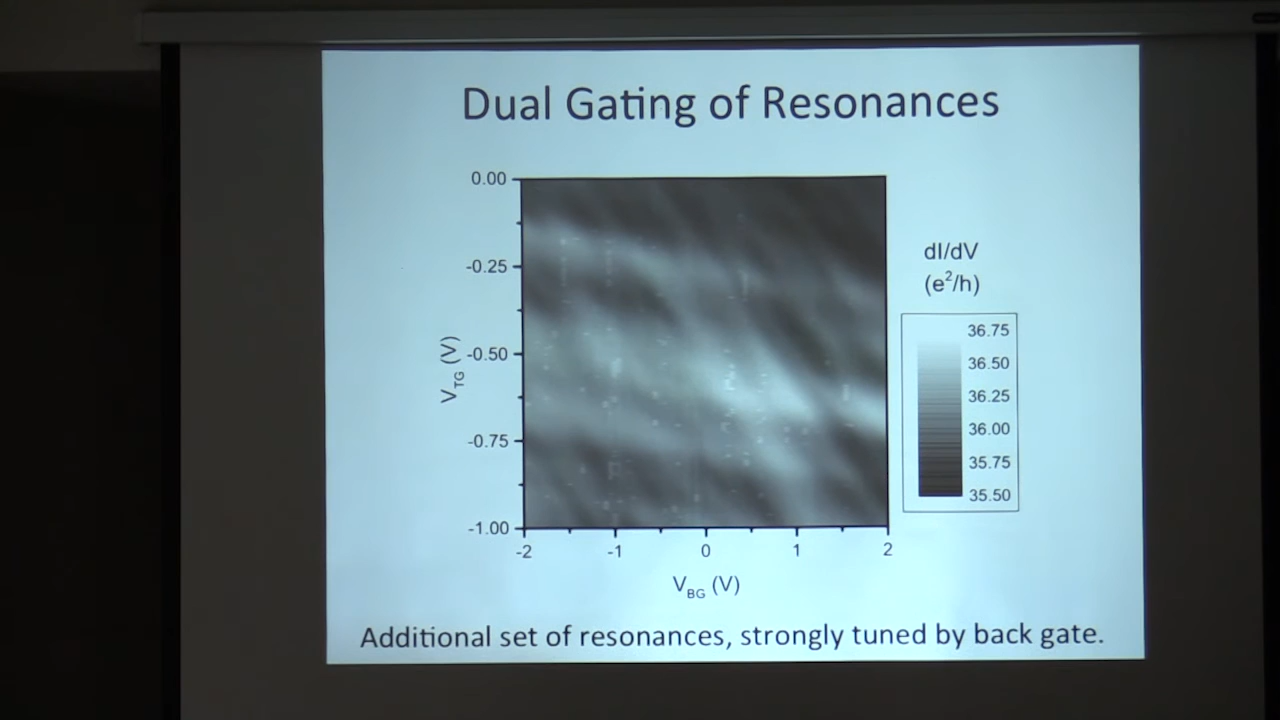 Dual Gating of Resonances
0.00
-0.25
-0.50
-0.75
-1.00
V_TG (V)
-2 -1 0 1 2
V_BG (V)
dI/dV
(e²/h)
36.75
36.50
36.25
36.00
35.75
35.50
Additional set of resonances, strongly tuned by back gate.